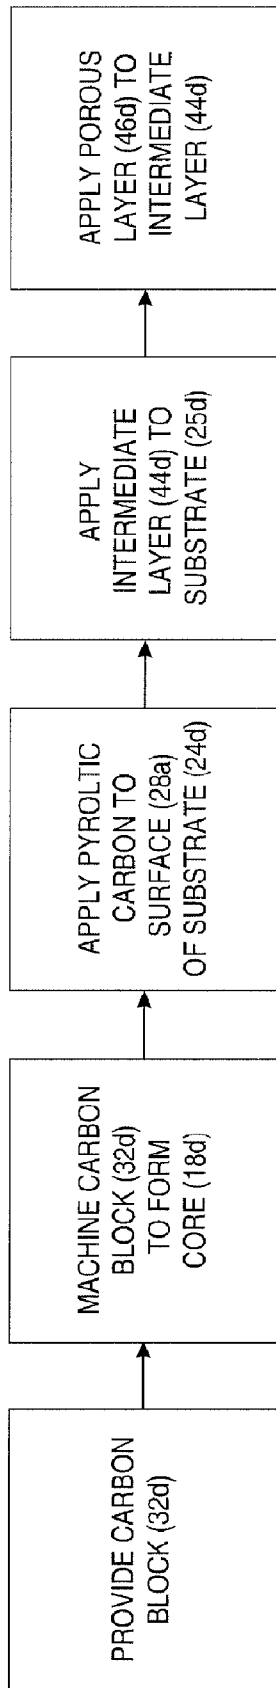 PROVIDE CARBON
BLOCK (32d)
MACHINE CARBON
BLOCK (32d)
TO FORM
CORE (18d)
APPLY PYROLTIC
CARBON TO
SURFACE (28a)
OF SUBSTRATE (24d)
APPLY
INTERMEDIATE
LAYER (44d) TO
SUBSTRATE (25d)
APPLY POROUS
LAYER (46d) TO
INTERMEDIATE
LAYER (44d)